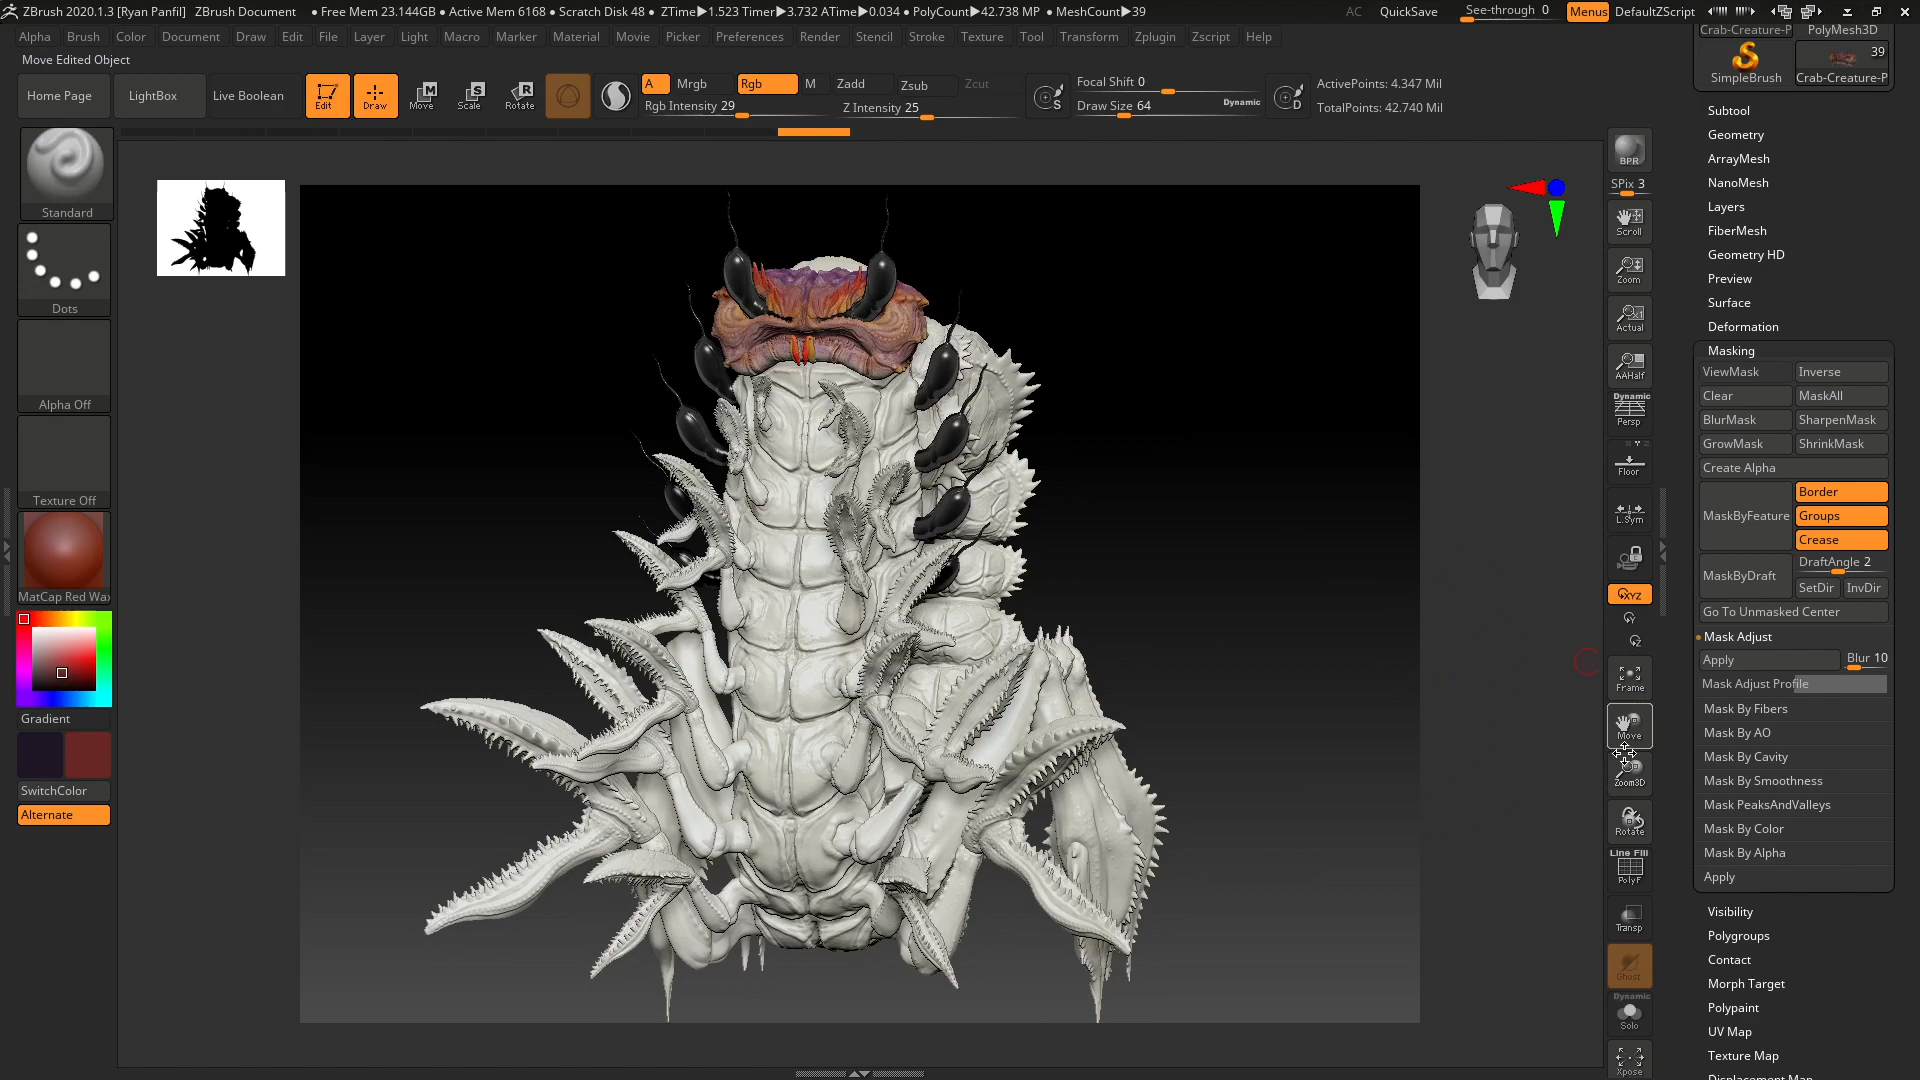 ZBrush 2020.1.3 [Ryan Panfil] ZBrush Document ● Free Mem 23.144GB ● Active Mem 6168 ● Scratch Disk 48 ● ZTime▶1.523 Timer▶3.732 ATime▶0.034 ● PolyCount▶42.738 MP ● MeshCount▶39 AC QuickSave See-through 0 Menus DefaultZScript
Alpha Brush Color Document Draw Edit File Layer Light Macro Marker Material Movie Picker Preferences Render Stencil Stroke Texture Tool Transform Zplugin Zscript Help
Move Edited Object
Home Page LightBox Live Boolean Edit Draw Move Scale Rotate
A Mrgb Rgb M Zadd Zsub Zcut
Rgb Intensity 29 Z Intensity 25
S Focal Shift 0
Draw Size 64 Dynamic
D ActivePoints: 4.347 Mil
TotalPoints: 42.740 Mil
Standard
Dots
Alpha Off
Texture Off
MatCap Red Wax
Gradient
SwitchColor
Alternate
BPR
SPix 3
Scroll
Zoom
Actual
AAHalf
Dynamic
Persp
Floor
L.Sym
XYZ
Frame
Move
Zoom3D
Rotate
Line Fill
PolyF
Transp
Ghost
Dynamic
Solo
Xpose
Crab-Creature-P PolyMesh3D
39
SimpleBrush Crab-Creature-P
Subtool
Geometry
ArrayMesh
NanoMesh
Layers
FiberMesh
Geometry HD
Preview
Surface
Deformation
Masking
ViewMask Inverse
Clear MaskAll
BlurMask SharpenMask
GrowMask ShrinkMask
Create Alpha
MaskByFeature Border
Groups
Crease
MaskByDraft DraftAngle 2
SetDir InvDir
Go To Unmasked Center
Mask Adjust
Apply Blur 10
Mask Adjust Profile
Mask By Fibers
Mask By AO
Mask By Cavity
Mask By Smoothness
Mask PeaksAndValleys
Mask By Color
Mask By Alpha
Apply
Visibility
Polygroups
Contact
Morph Target
Polypaint
UV Map
Texture Map
Displacement Map